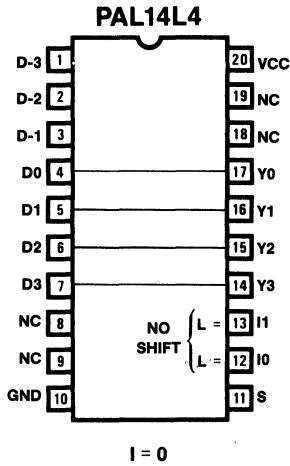 PAL14L4
D-3 1 20 VCC
D-2 2 19 NC
D-1 3 18 NC
D0 4 17 Y0
D1 5 16 Y1
D2 6 15 Y2
D3 7 14 Y3
NC 8 NO SHIFT L = 13 I1
NC 9 L = 12 I0
GND 10 11 S
I = 0